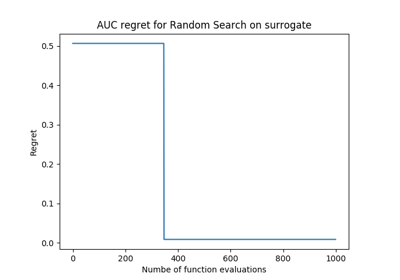 AUC regret for Random Search on surrogate
0.5
0.4
0.3
0.2
0.1
0.0
Regret
0 200 400 600 800 1000
Numbe of function evaluations